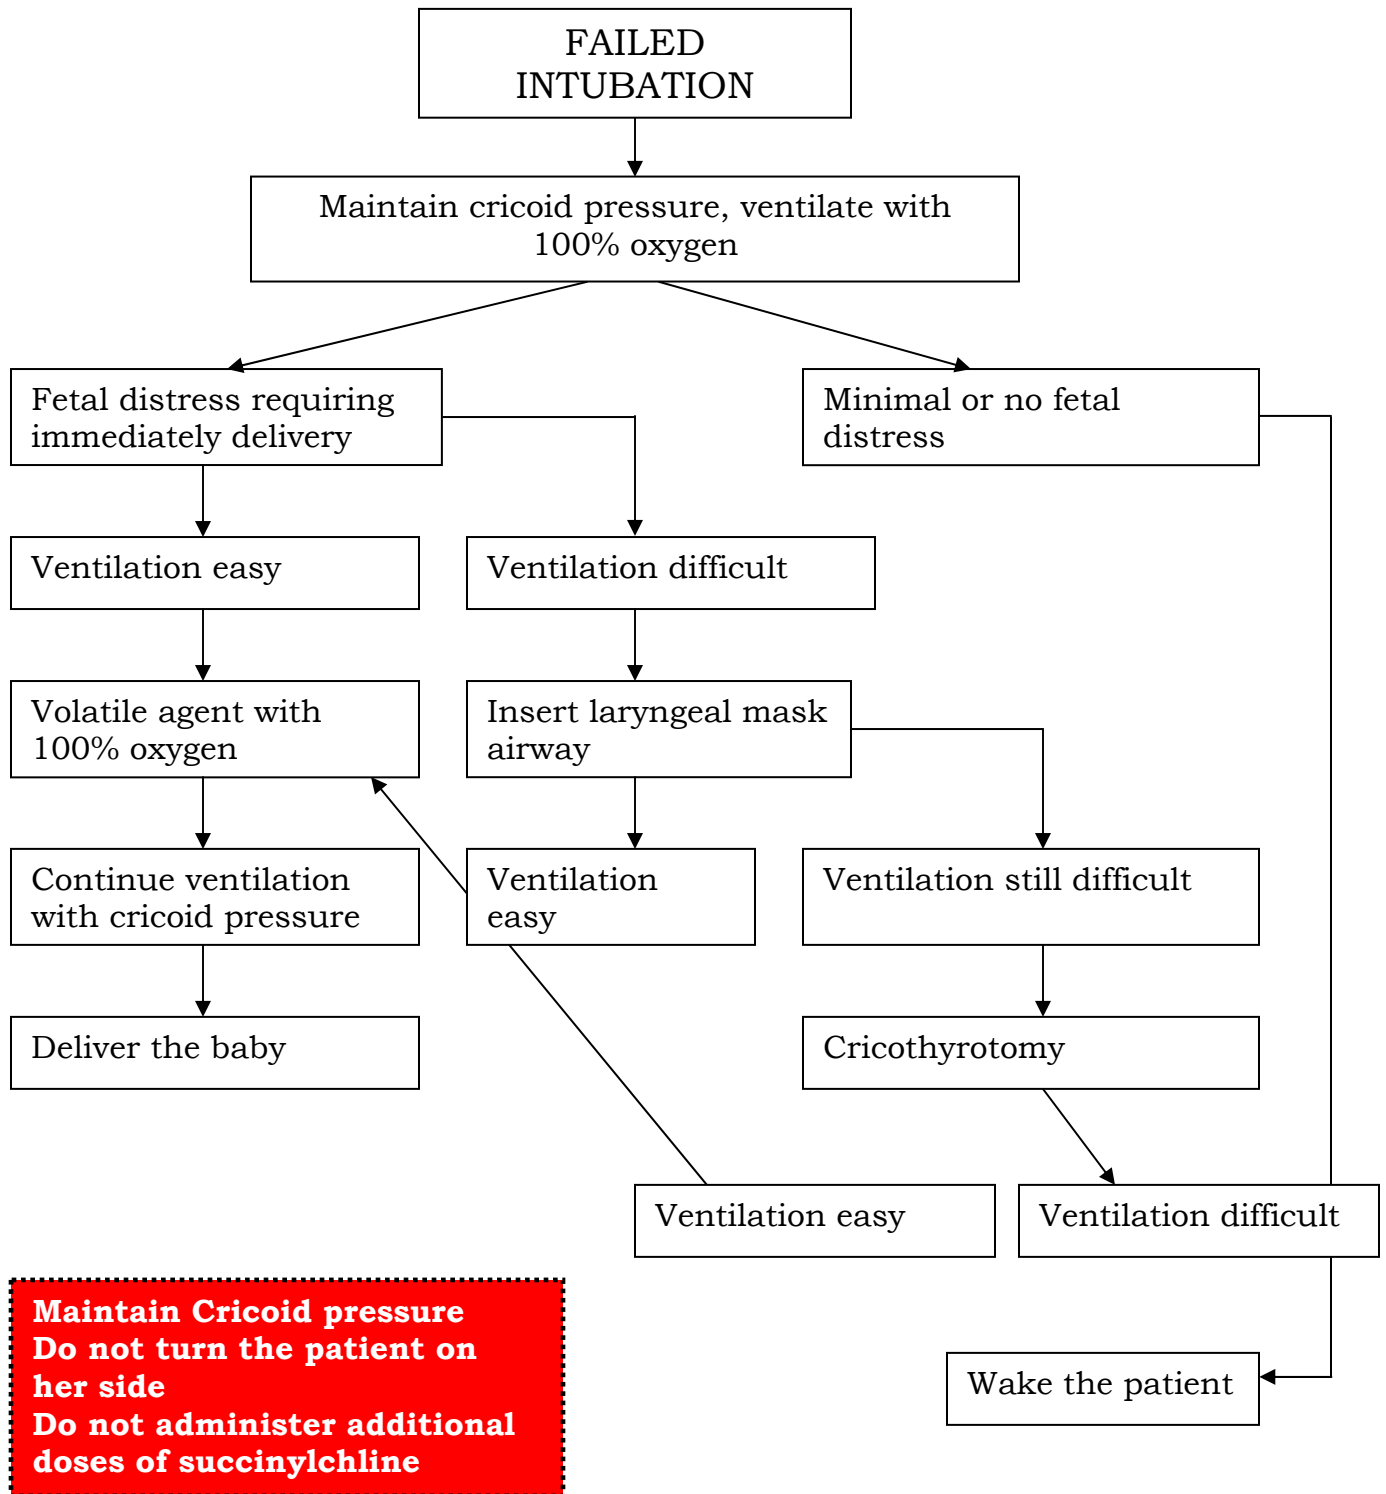 FAILED
INTUBATION
Maintain cricoid pressure, ventilate with
100% oxygen
Fetal distress requiring
immediately delivery
Minimal or no fetal
distress
Ventilation easy
Ventilation difficult
Volatile agent with
100% oxygen
Insert laryngeal mask
airway
Continue ventilation
with cricoid pressure
Ventilation
easy
Ventilation still difficult
Deliver the baby
Cricothyrotomy
Ventilation easy
Ventilation difficult
Maintain Cricoid pressure
Do not turn the patient on
her side
Do not administer additional
doses of succinylchline
Wake the patient